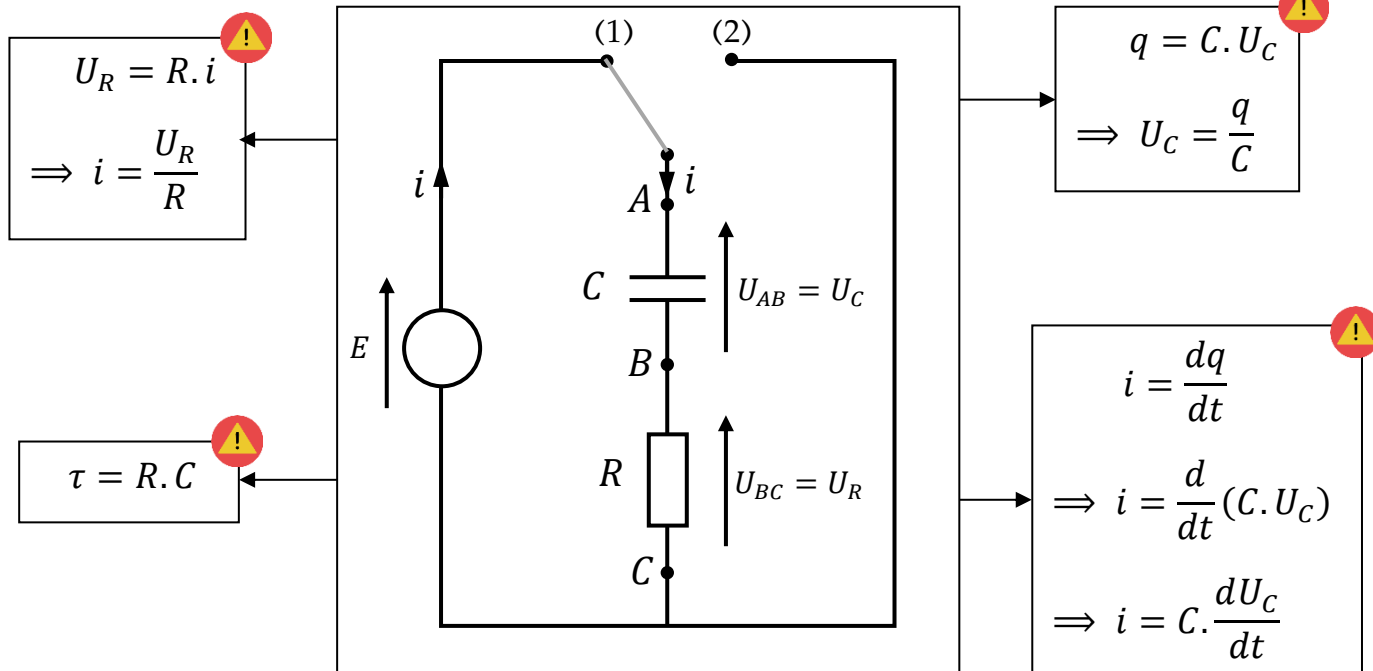 U_R = R.i
⟹ i = U_R/R
τ = R.C
(1) (2)
i
i
A
C
U_AB = U_C
E
B
R
U_BC = U_R
C
q = C.U_C
⟹ U_C = q/C
i = dq/dt
⟹ i = d/dt (C.U_C)
⟹ i = C. dU_C/dt
!
!
!
!